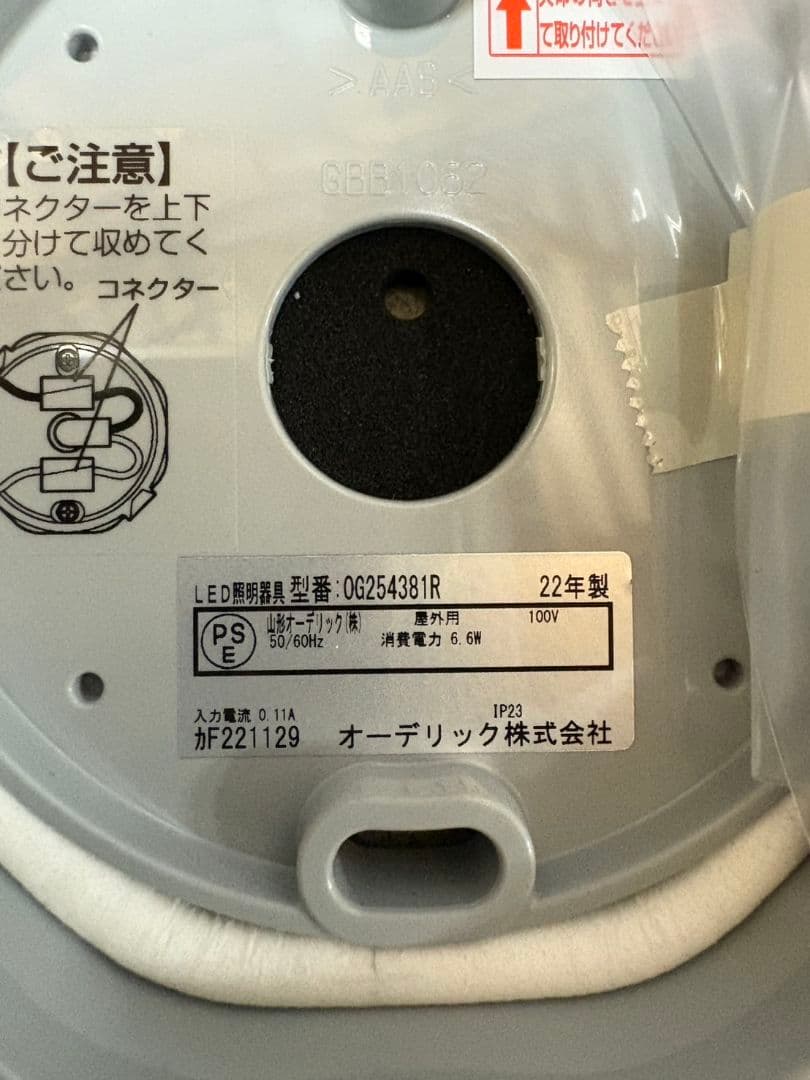 て取り付けてくだ
>AAS<
GBB1062
【ご注意】
ネクターを上下
分けて収めてく
さい。
コネクター
LED照明器具 型番:OG254381R 22年製
PSE 山形オーデリック(株) 屋外用 100V
50/60Hz 消費電力 6.6W
入力電流 0.11A IP23
カF221129 オーデリック株式会社